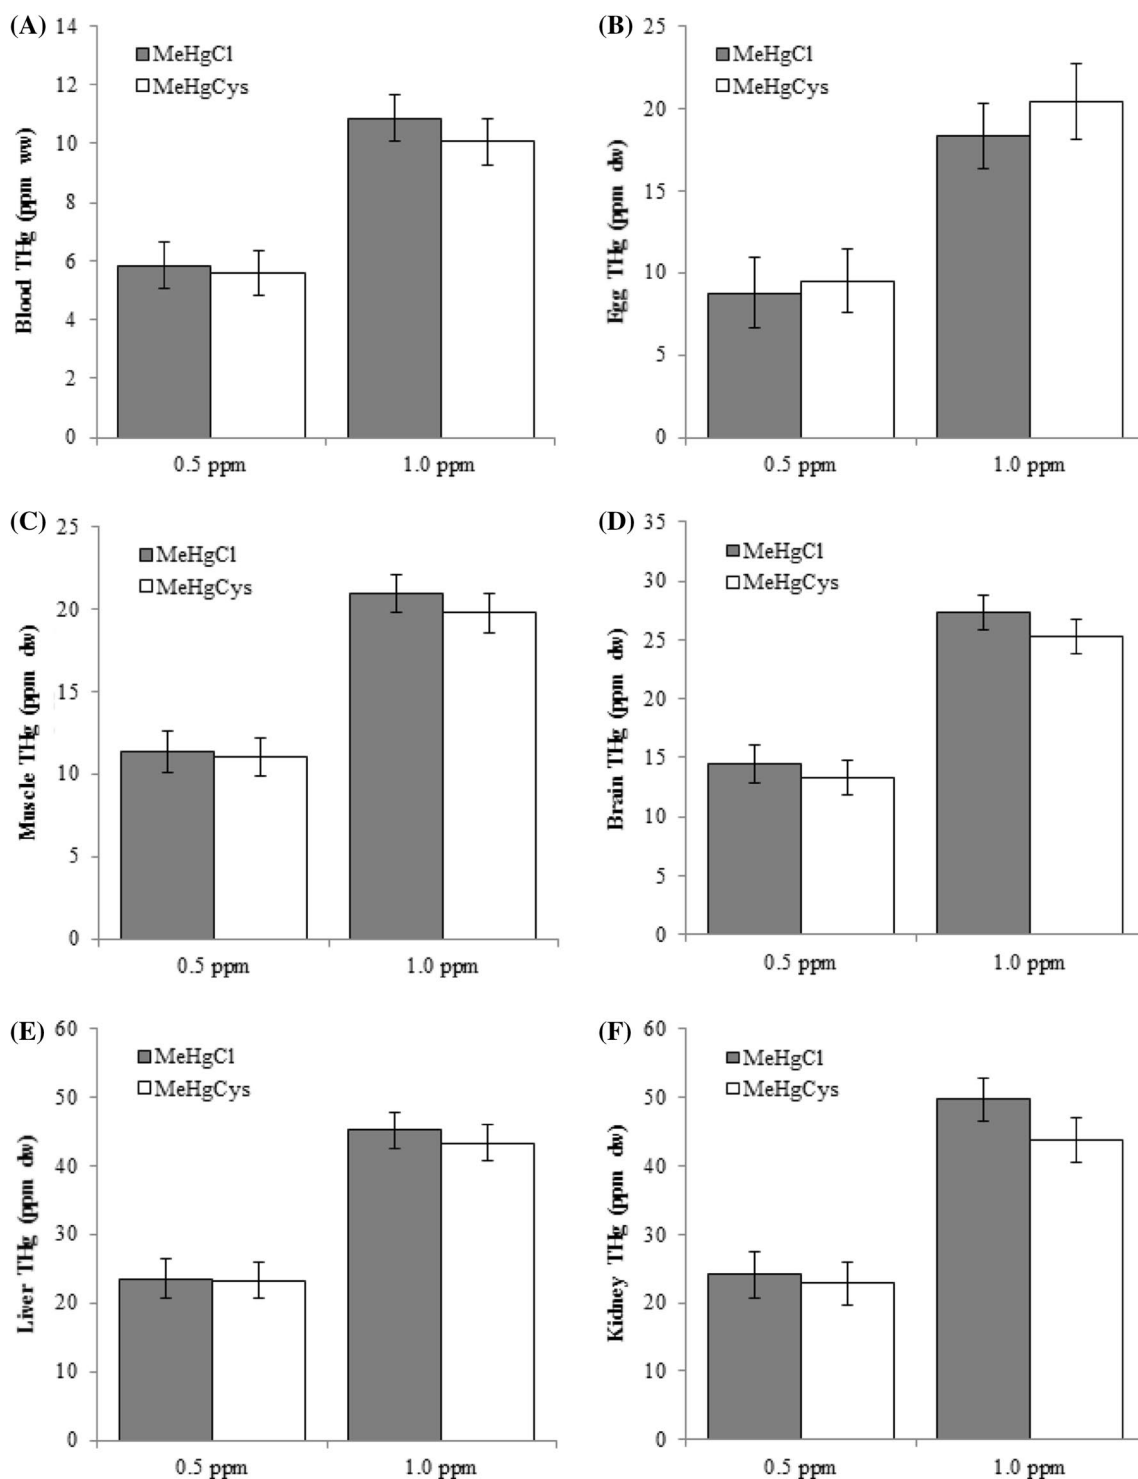 (A)
14
12
10
8
6
4
2
0
Blood THg (ppm ww)
MeHgCl
MeHgCys
0.5 ppm
1.0 ppm
(B)
25
20
15
10
5
0
Egg THg (ppm dw)
MeHgCl
MeHgCys
0.5 ppm
1.0 ppm
(C)
25
20
15
10
5
0
Muscle THg (ppm dw)
MeHgCl
MeHgCys
0.5 ppm
1.0 ppm
(D)
35
30
25
20
15
10
5
0
Brain THg (ppm dw)
MeHgCl
MeHgCys
0.5 ppm
1.0 ppm
(E)
60
50
40
30
20
10
0
Liver THg (ppm dw)
MeHgCl
MeHgCys
0.5 ppm
1.0 ppm
(F)
60
50
40
30
20
10
0
Kidney THg (ppm dw)
MeHgCl
MeHgCys
0.5 ppm
1.0 ppm